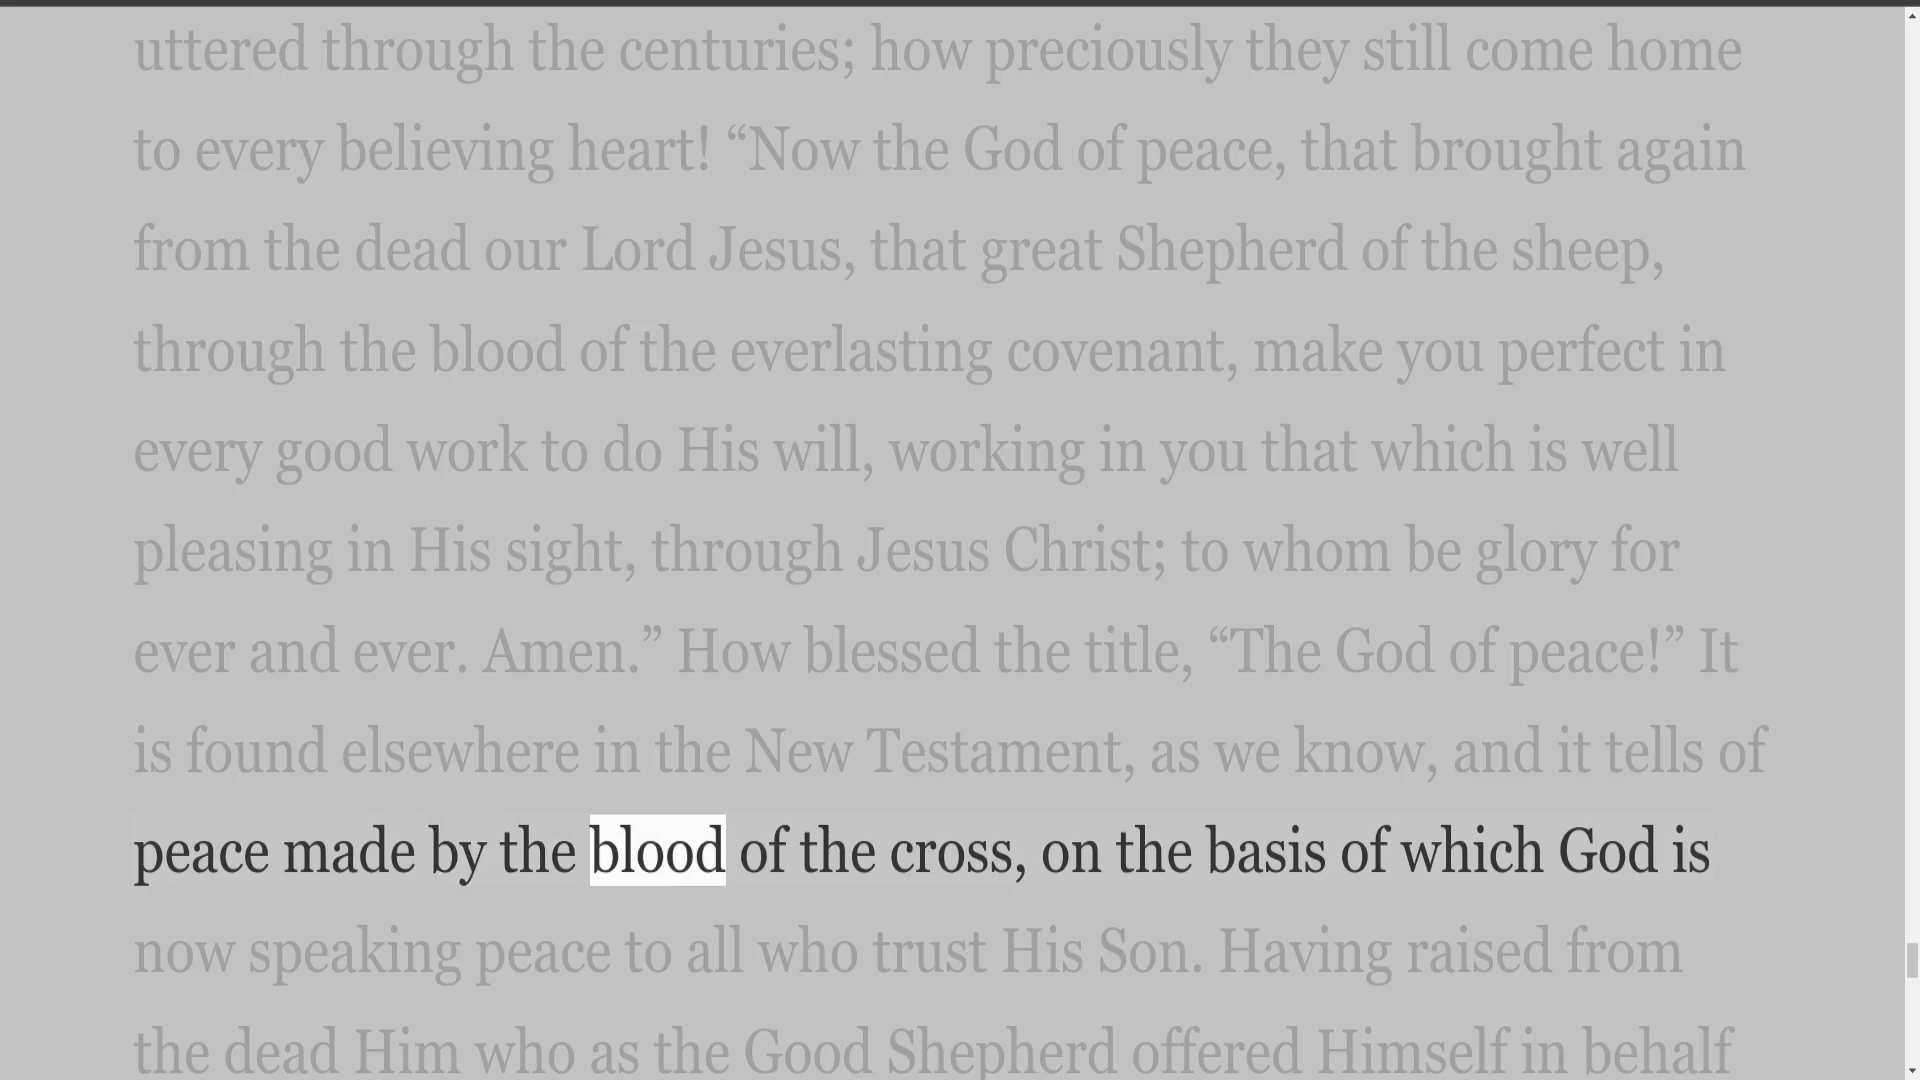 uttered through the centuries; how preciously they still come home
to every believing heart! “Now the God of peace, that brought again
from the dead our Lord Jesus, that great Shepherd of the sheep,
through the blood of the everlasting covenant, make you perfect in
every good work to do His will, working in you that which is well
pleasing in His sight, through Jesus Christ; to whom be glory for
ever and ever. Amen.” How blessed the title, “The God of peace!” It
is found elsewhere in the New Testament, as we know, and it tells of
peace made by the blood of the cross, on the basis of which God is
now speaking peace to all who trust His Son. Having raised from
the dead Him who as the Good Shepherd offered Himself in behalf